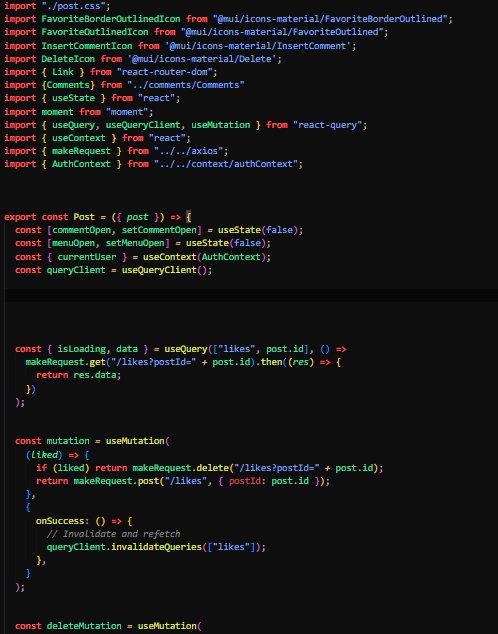 import "./post.css";
import FavoriteBorderOutlinedIcon from "@mui/icons-material/FavoriteBorderOutlined";
import FavoriteOutlinedIcon from "@mui/icons-material/FavoriteOutlined";
import InsertCommentIcon from '@mui/icons-material/InsertComment';
import DeleteIcon from '@mui/icons-material/Delete';
import { Link } from "react-router-dom";
import {Comments} from "../comments/Comments"
import { useState } from "react";
import moment from "moment";
import { useQuery, useQueryClient, useMutation } from "react-query";
import { useContext } from "react";
import { makeRequest } from "../../axios";
import { AuthContext } from "../../context/authContext";
export const Post = ({ post }) => {
const [commentOpen, setCommentOpen] = useState(false);
const [menuOpen, setMenuOpen] = useState(false);
const { currentUser } = useContext(AuthContext);
const queryClient = useQueryClient();
const { isLoading, data } = useQuery(["likes", post.id], () =>
makeRequest.get("/likes?postId=" + post.id).then((res) => {
return res.data;
})
);
const mutation = useMutation(
(liked) => {
if (liked) return makeRequest.delete("/likes?postId=" + post.id);
return makeRequest.post("/likes", { postId: post.id });
},
{
onSuccess: () => {
// Invalidate and refetch
queryClient.invalidateQueries(["likes"]);
},
}
);
const deleteMutation = useMutation(